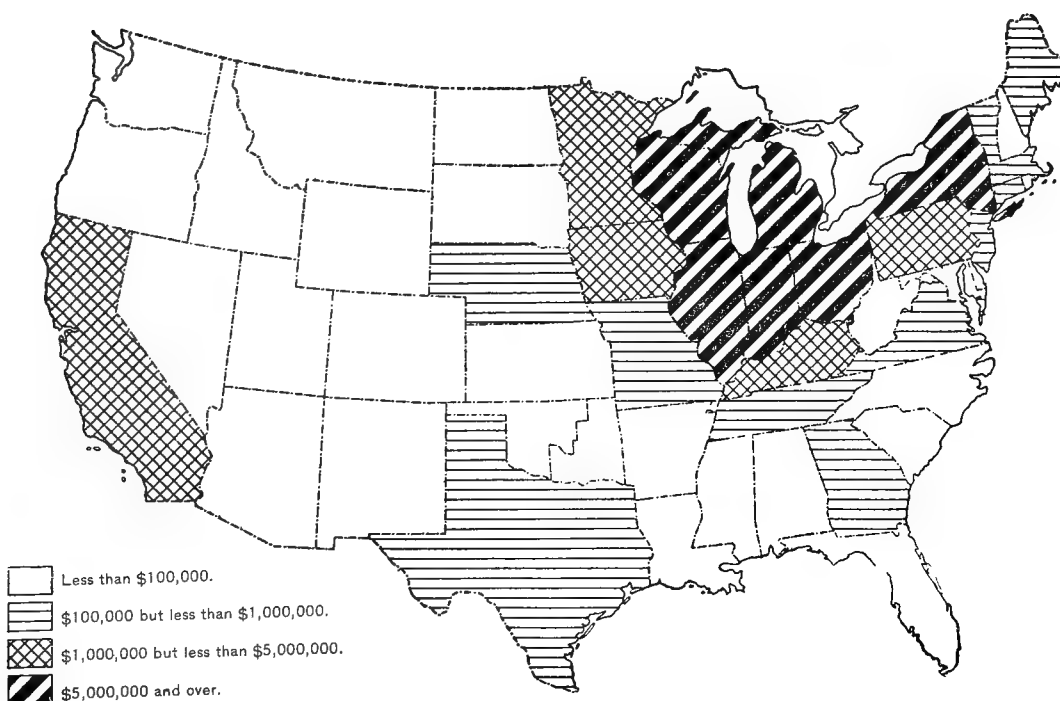 Less than $100,000.
$100,000 but less than $1,000,000.
$1,000,000 but less than $5,000,000.
$5,000,000 and over.